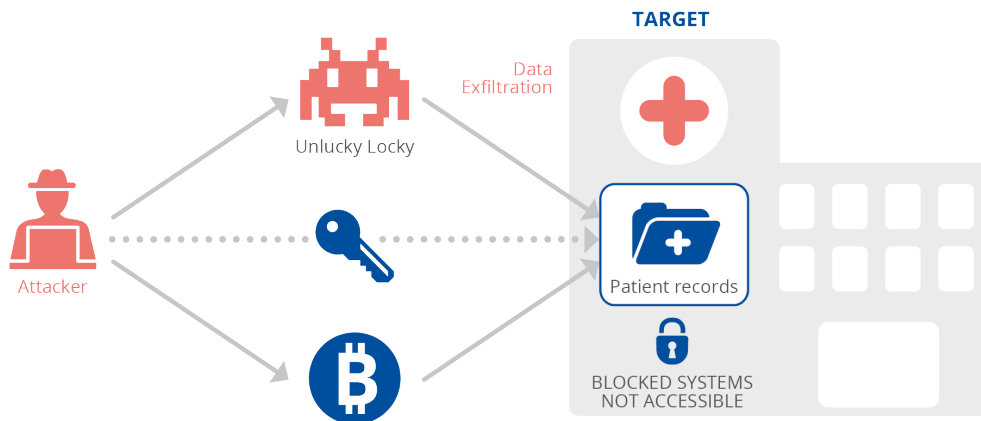 TARGET
Data
Exfiltration
Unlucky Locky
Attacker
Patient records
BLOCKED SYSTEMS
NOT ACCESSIBLE